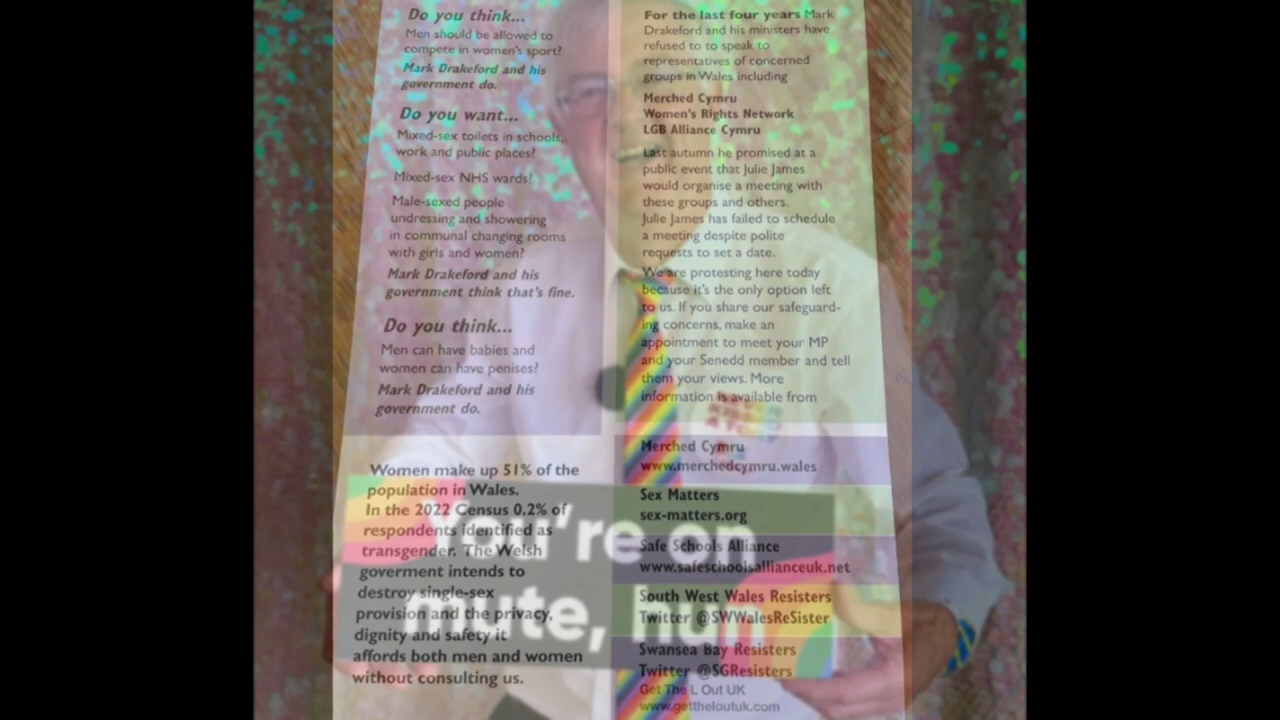 Do you think...
Men should be allowed to
compete in women's sport?
Mark Drakeford and his
government do.
Do you want...
Mixed-sex toilets in schools,
work and public places?
Mixed-sex NHS wards?
Male-sexed people
undressing and showering
in communal changing rooms
with girls and women?
Mark Drakeford and his
government think that's fine.
Do you think...
Men can have babies and
women can have penises?
Mark Drakeford and his
government do.
Women make up 51% of the
population in Wales.
In the 2022 Census 0.2% of
respondents identified as
transgender. The Welsh
goverment intends to
destroy single-sex
provision and the privacy,
dignity and safety it
affords both men and women
without consulting us.
For the last four years Mark
Drakeford and his ministers have
refused to to speak to
representatives of concerned
groups in Wales including
Merched Cymru
Women's Rights Network
LGB Alliance Cymru
Last autumn he promised at a
public event that Julie James
would organise a meeting with
these groups and others.
Julie James has failed to schedule
a meeting despite polite
requests to set a date.
We are protesting here today
because it's the only option left
to us. If you share our safeguard-
ing concerns, make an
appointment to meet your MP
and your Senedd member and tell
them your views. More
information is available from
Merched Cymru
www.merchedcymru.wales
Sex Matters
sex-matters.org
Safe Schools Alliance
www.safeschoolsallianceuk.net
South West Wales Resisters
Twitter @SWWalesReSister
Swansea Bay Resisters
Twitter @SGResisters
Get The L Out UK
www.gettheloutuk.com
You're on
mute, hun